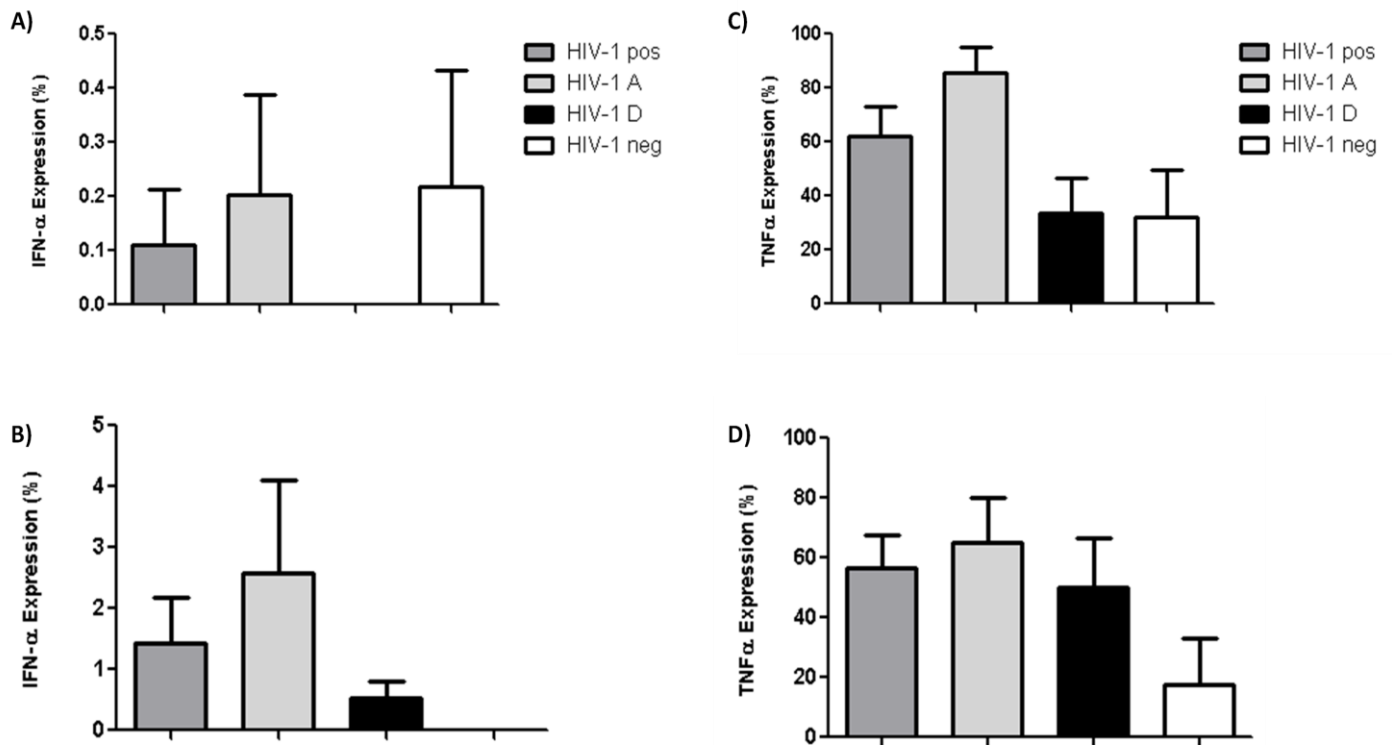 A)
IFN-α Expression (%)
0.5
0.4
0.3
0.2
0.1
0.0
HIV-1 pos
HIV-1 A
HIV-1 D
HIV-1 neg
C)
TNFα Expression (%)
100
80
60
40
20
0
HIV-1 pos
HIV-1 A
HIV-1 D
HIV-1 neg
B)
IFN-α Expression (%)
5
4
3
2
1
0
D)
TNFα Expression (%)
100
80
60
40
20
0